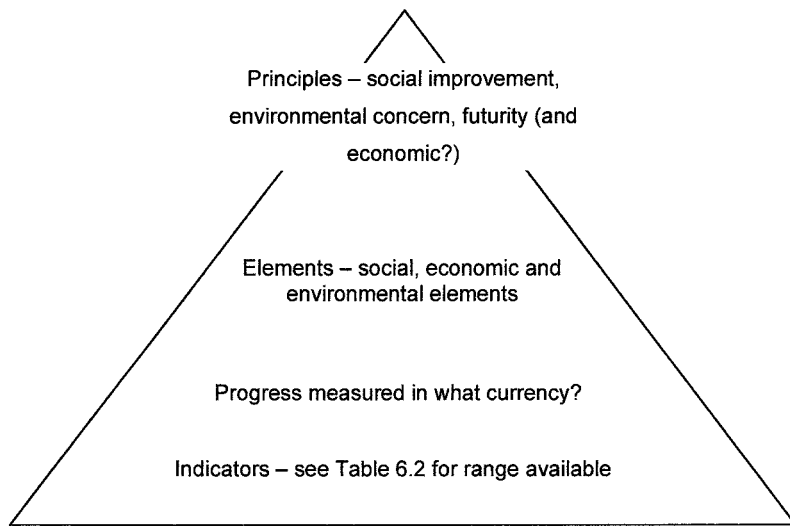 Principles – social improvement,
environmental concern, futurity (and
economic?)
Elements – social, economic and
environmental elements
Progress measured in what currency?
Indicators – see Table 6.2 for range available